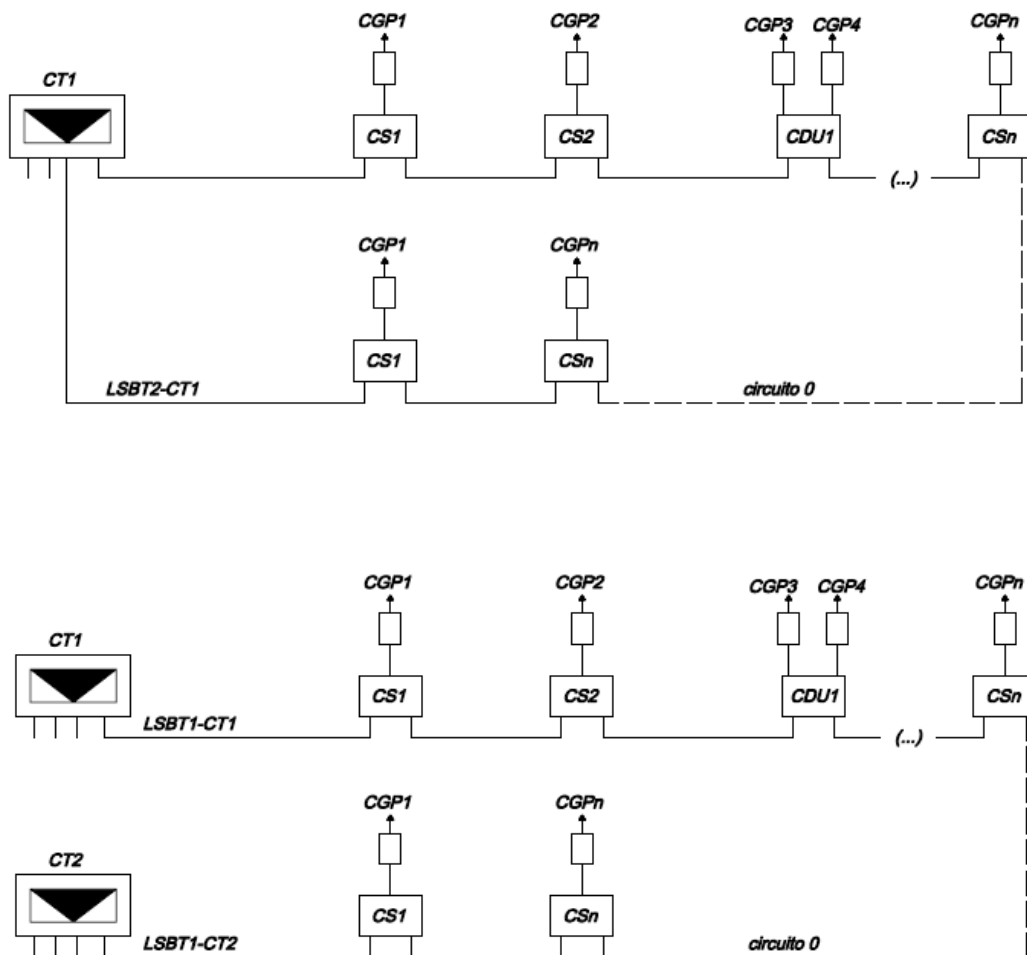 CGP1 CGP2 CGP3 CGP4 CGPn
CT1
CS1 CS2 CDU1 CSn
(...)
CGP1 CGPn
CS1 CSn
LSBT2-CT1 circuito 0
CGP1 CGP2 CGP3 CGP4 CGPn
CT1
CS1 CS2 CDU1 CSn
LSBT1-CT1 (...)
CGP1 CGPn
CT2
CS1 CSn
LSBT1-CT2 circuito 0